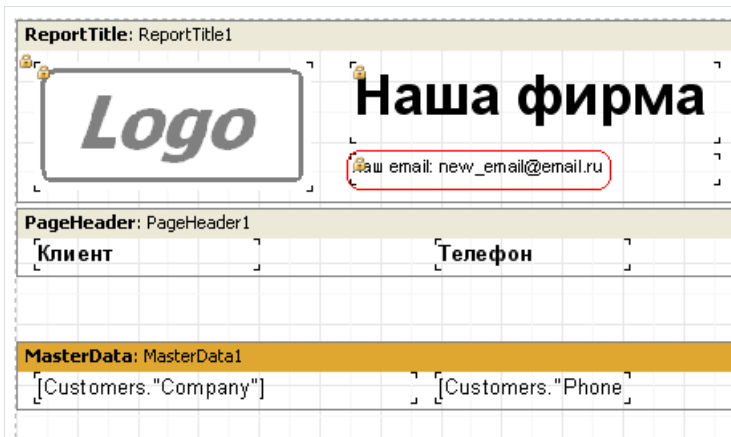 ReportTitle: ReportTitle1
Logo
Наша фирма
Наш email: new_email@email.ru
PageHeader: PageHeader1
Клиент Телефон
MasterData: MasterData1
[Customers."Company"] [Customers."Phone